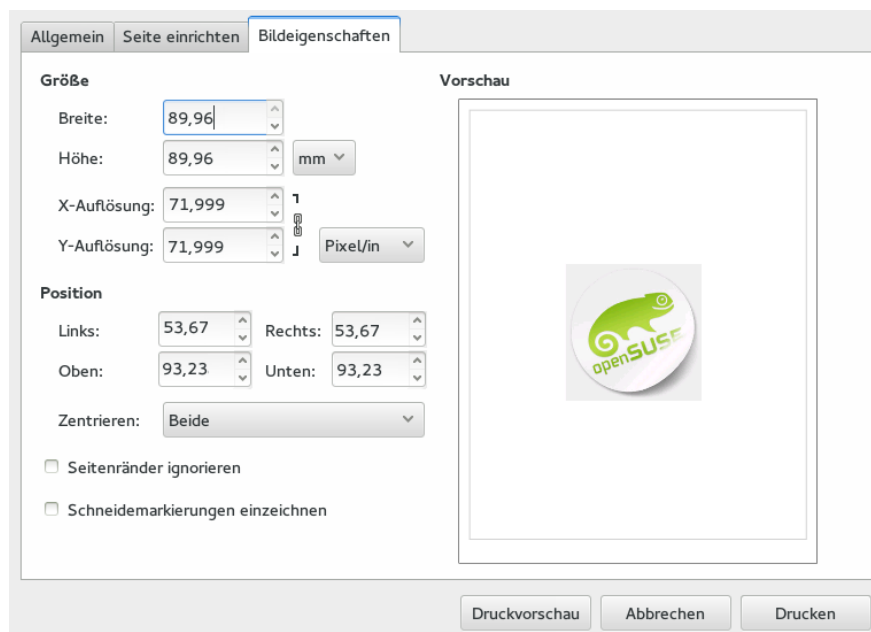 Allgemein Seite einrichten Bildeigenschaften
Größe
Breite: 89,96
Höhe: 89,96 mm
X-Auflösung: 71,999
Y-Auflösung: 71,999 Pixel/in
Position
Links: 53,67 Rechts: 53,67
Oben: 93,23 Unten: 93,23
Zentrieren: Beide
Seitenränder ignorieren
Schneidemarkierungen einzeichnen
Vorschau
openSUSE
Druckvorschau Abbrechen Drucken